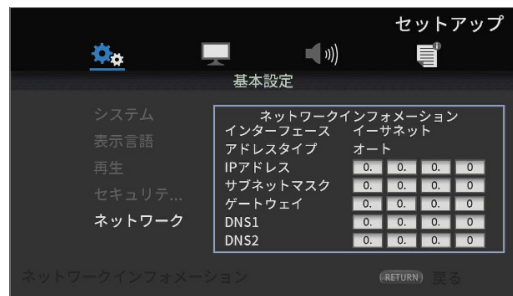 セットアップ
基本設定
システム
表示言語
再生
セキュリテ...
ネットワーク
ネットワークインフォメーション
インターフェース イーサネット
アドレスタイプ オート
IPアドレス 0. 0. 0. 0
サブネットマスク 0. 0. 0. 0
ゲートウェイ 0. 0. 0. 0
DNS1 0. 0. 0. 0
DNS2 0. 0. 0. 0
ネットワークインフォメーション
RETURN 戻る